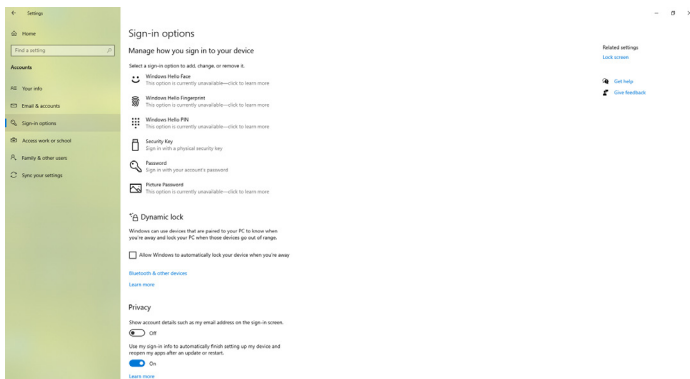 Settings
Home
Find a setting
Accounts
Your info
Email & accounts
Sign-in options
Access work or school
Family & other users
Sync your settings
Sign-in options
Manage how you sign in to your device
Select a sign-in option to add, change, or remove it.
Windows Hello Face
This option is currently unavailable—click to learn more
Windows Hello Fingerprint
This option is currently unavailable—click to learn more
Windows Hello PIN
This option is currently unavailable—click to learn more
Security Key
Sign in with a physical security key
Password
Sign in with your account's password
Picture Password
This option is currently unavailable—click to learn more
Dynamic lock
Windows can use devices that are paired to your PC to know when
you're away and lock your PC when those devices go out of range.
Allow Windows to automatically lock your device when you're away
Bluetooth & other devices
Learn more
Privacy
Show account details such as my email address on the sign-in screen.
Off
Use my sign-in info to automatically finish setting up my device and
reopen my apps after an update or restart.
On
Learn more
Related settings
Lock screen
Get help
Give feedback